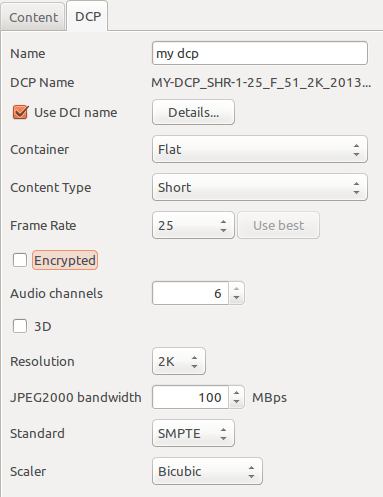 Content DCP
Name my dcp
DCP Name MY-DCP_SHR-1-25_F_51_2K_2013...
Use DCI name Details...
Container Flat
Content Type Short
Frame Rate 25 Use best
Encrypted
Audio channels 6
3D
Resolution 2K
JPEG2000 bandwidth 100 MBps
Standard SMPTE
Scaler Bicubic